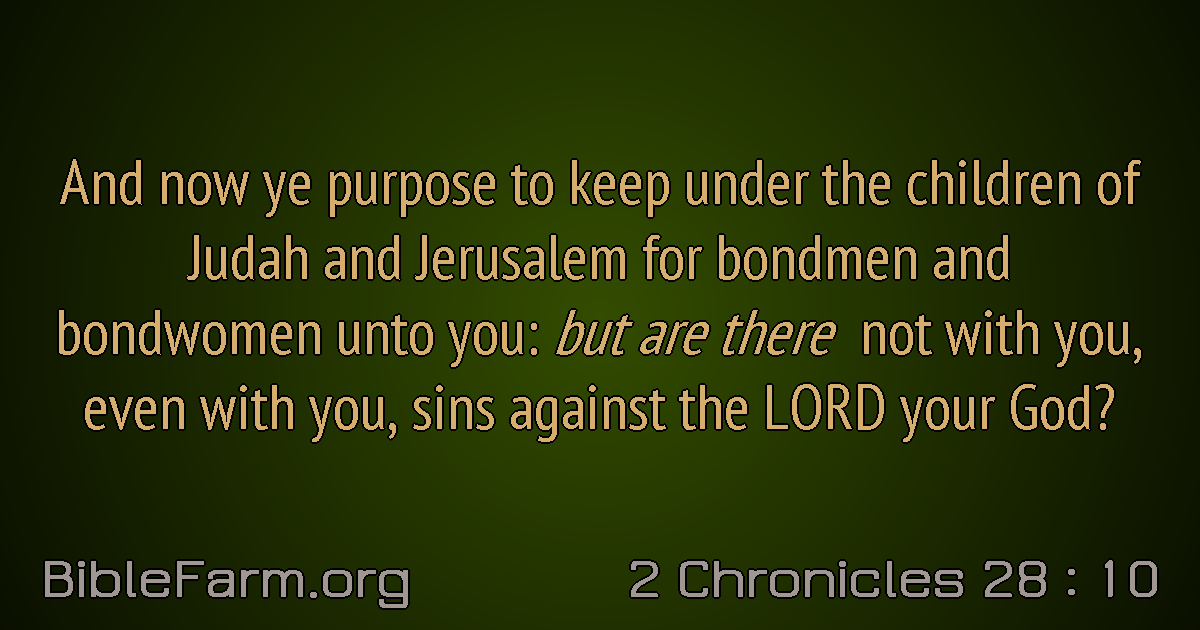 And now ye purpose to keep under the children of
Judah and Jerusalem for bondmen and
bondwomen unto you: but are there not with you,
even with you, sins against the LORD your God?
BibleFarm.org
2 Chronicles 28 : 10